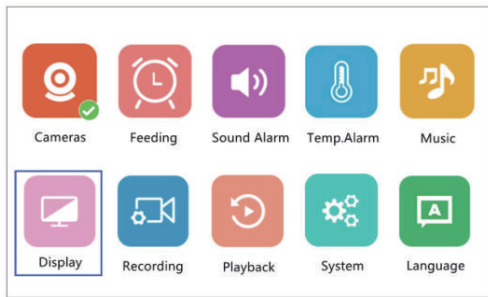 Cameras Feeding Sound Alarm Temp.Alarm Music
A
Display Recording Playback System Language